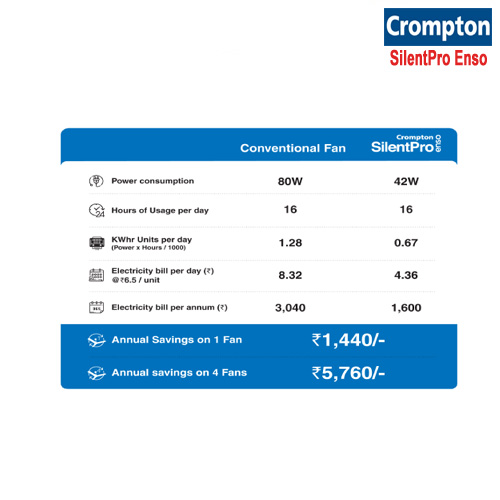 Crompton
SilentPro Enso
Conventional Fan
Crompton
SilentPro enso
Power consumption 80W 42W
Hours of Usage per day 16 16
KWhr Units per day
(Power x Hours / 1000) 1.28 0.67
Electricity bill per day (₹)
@₹6.5 / unit 8.32 4.36
Electricity bill per annum (₹) 3,040 1,600
Annual Savings on 1 Fan ₹1,440/-
Annual savings on 4 Fans ₹5,760/-